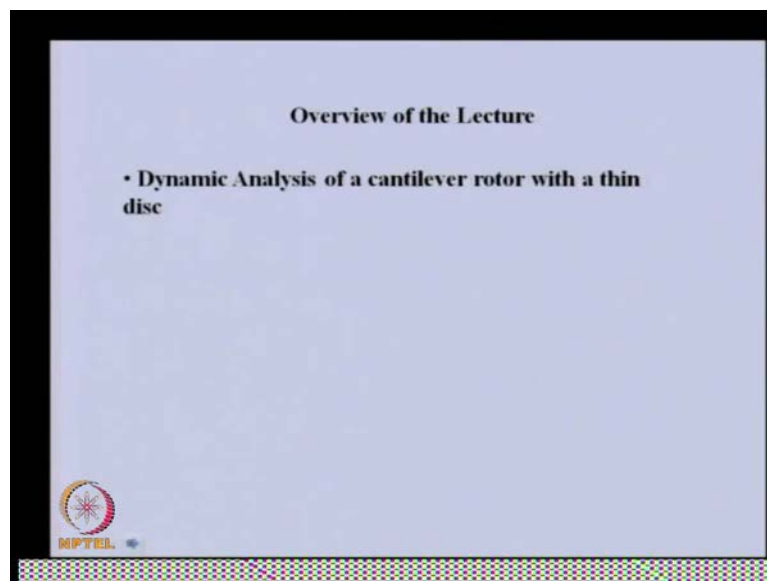 Overview of the Lecture
• Dynamic Analysis of a cantilever rotor with a thin
disc
NPTEL